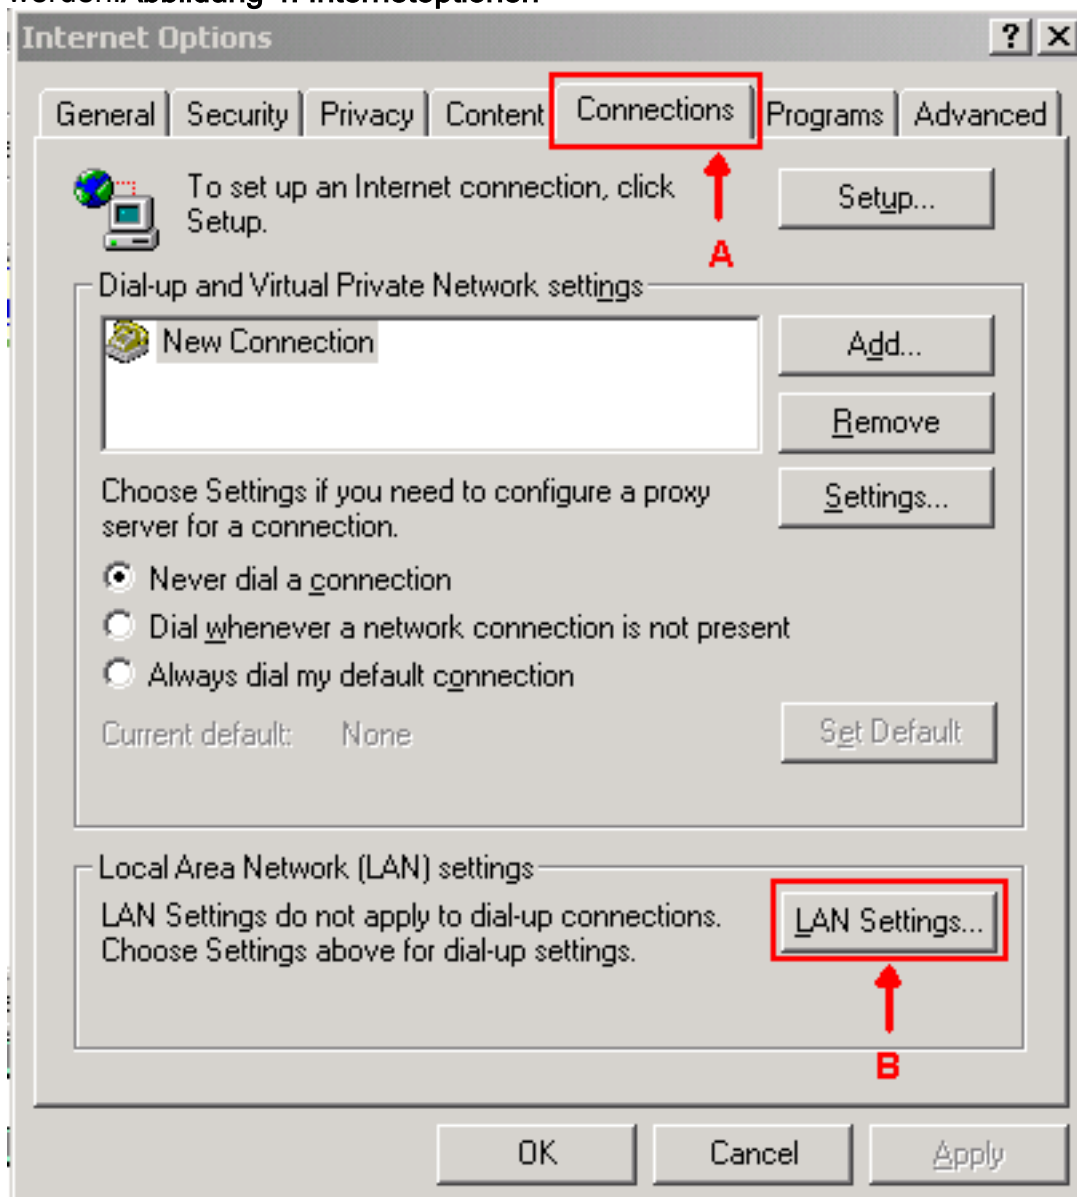 Internet Options
General Security Privacy Content Connections Programs Advanced
To set up an Internet connection, click
Setup.
Setup...
A
Dial-up and Virtual Private Network settings
New Connection
Add...
Remove
Choose Settings if you need to configure a proxy
server for a connection.
Settings...
Never dial a connection
Dial whenever a network connection is not present
Always dial my default connection
Current default: None
Set Default
Local Area Network (LAN) settings
LAN Settings do not apply to dial-up connections.
Choose Settings above for dial-up settings.
LAN Settings...
B
OK Cancel Apply